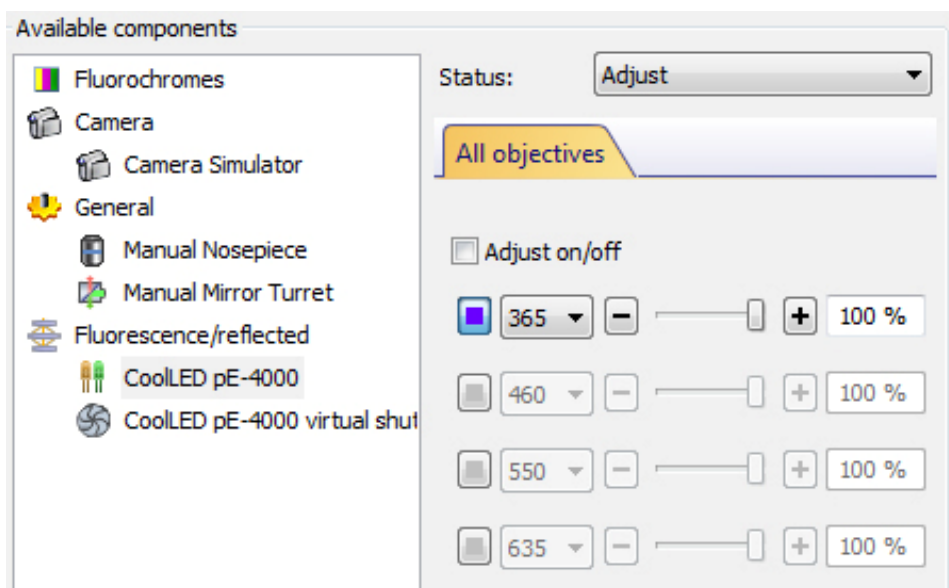 Available components
Fluorochromes
Camera
Camera Simulator
General
Manual Nosepiece
Manual Mirror Turret
Fluorescence/reflected
CoolLED pE-4000
CoolLED pE-4000 virtual shut
Status: Adjust
All objectives
Adjust on/off
365 100 %
460 100 %
550 100 %
635 100 %